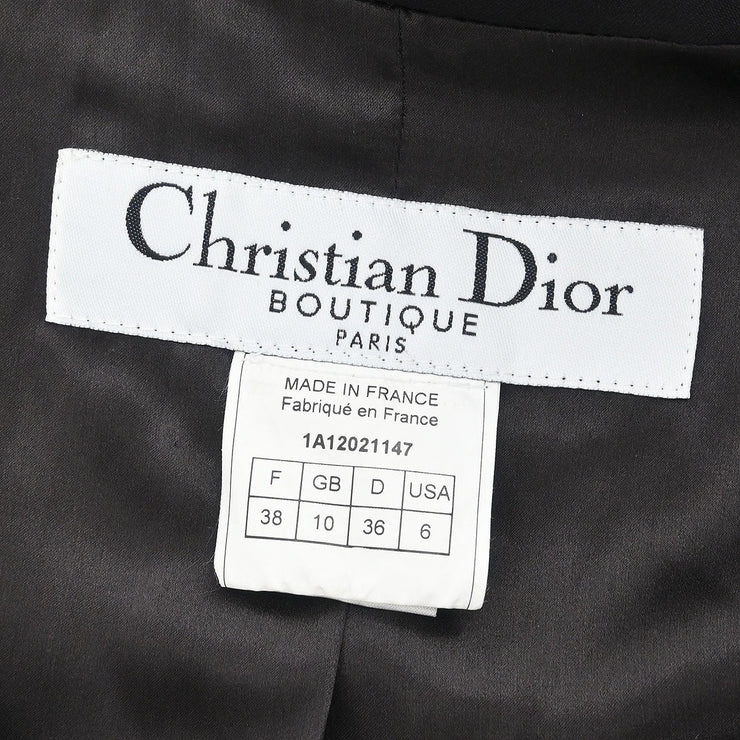 Christian Dior
BOUTIQUE
PARIS
MADE IN FRANCE
Fabriqué en France
1A12021147
F GB D USA
38 10 36 6